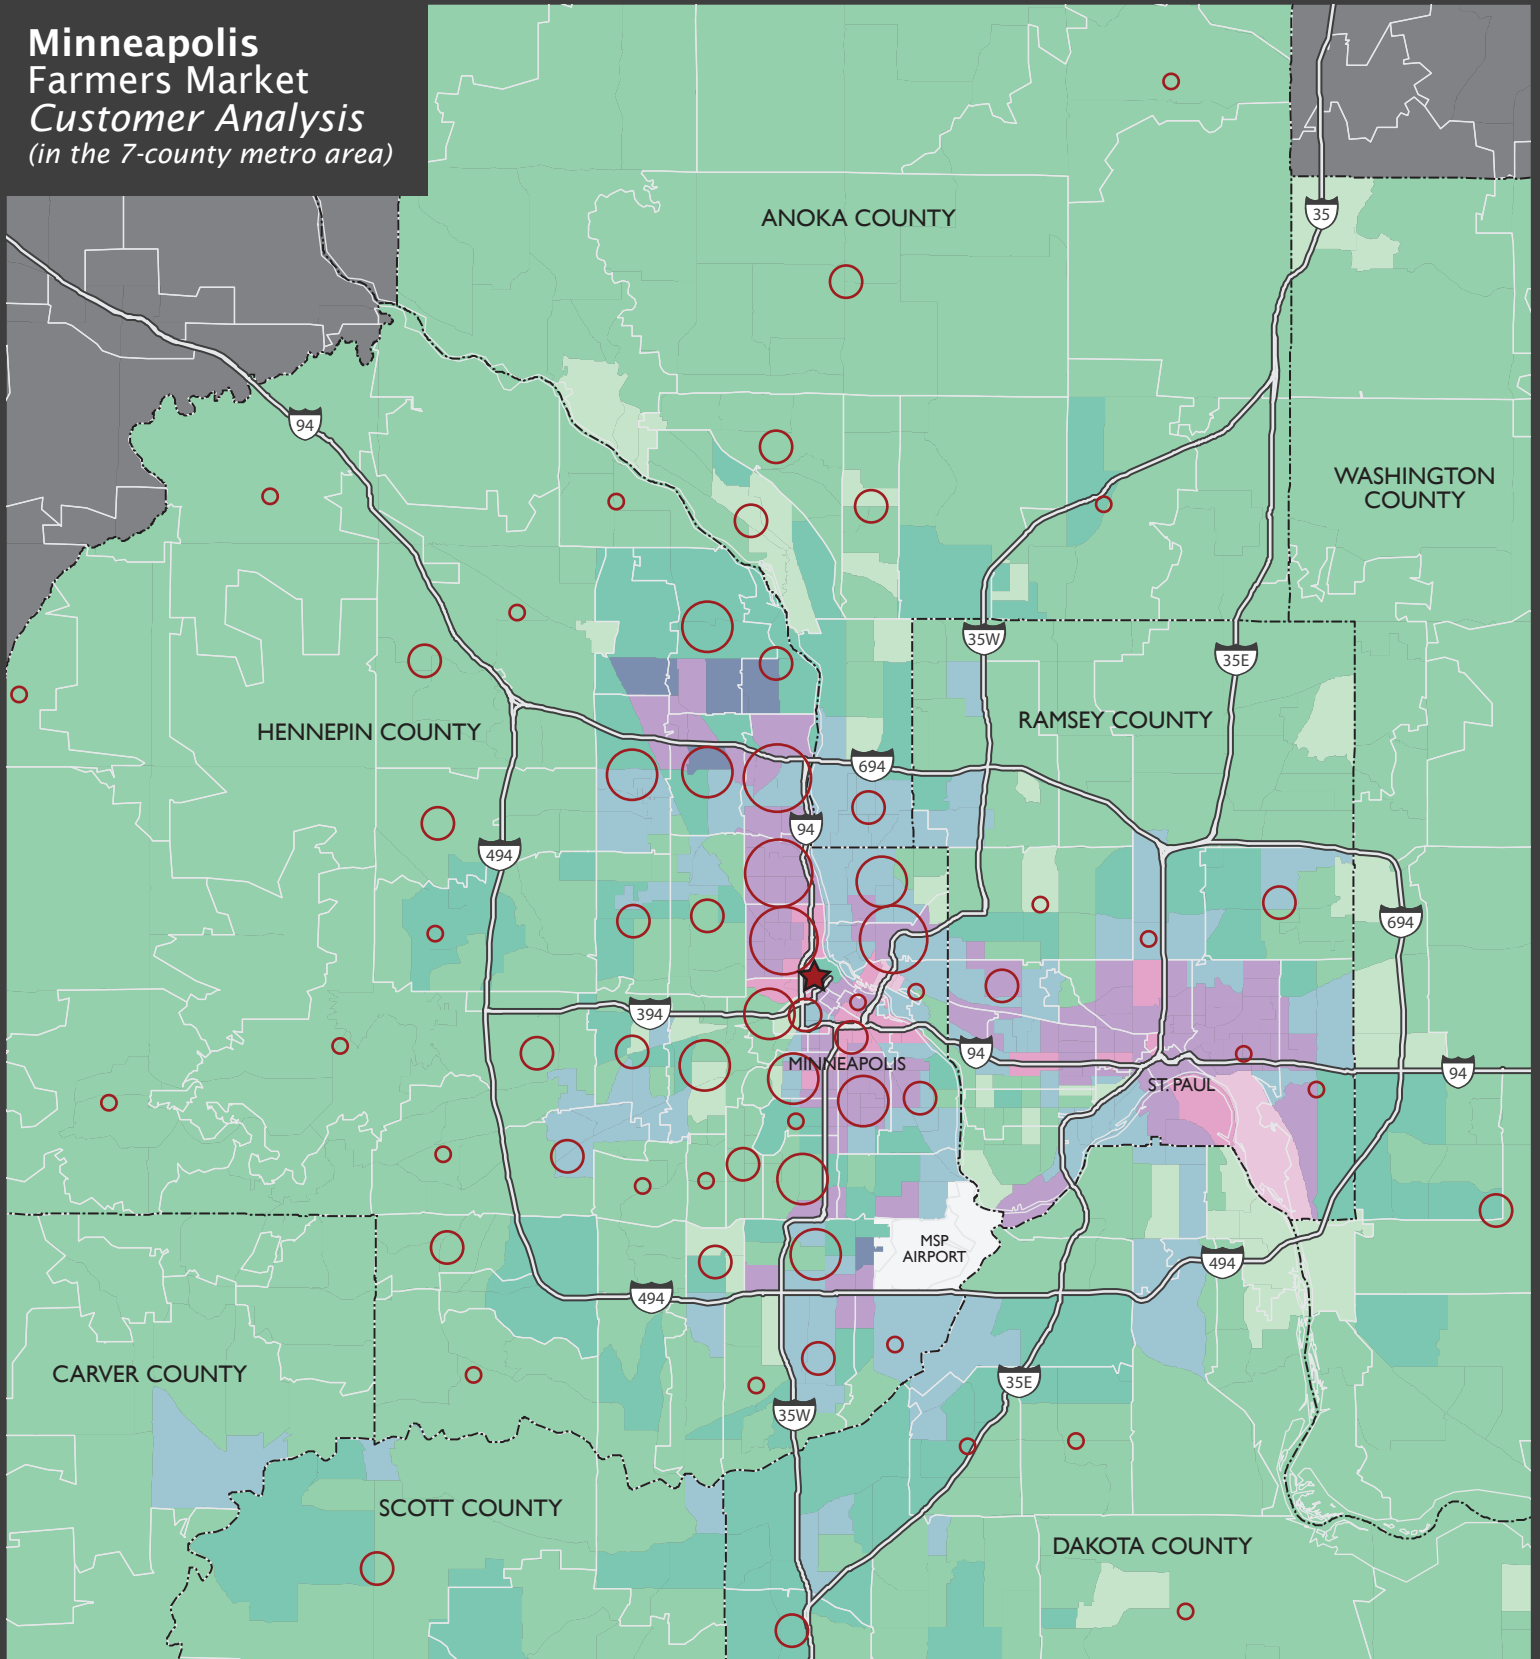 Minneapolis
Farmers Market
Customer Analysis
(in the 7-county metro area)
35
ANOKA COUNTY
94
WASHINGTON
COUNTY
35W
35E
HENNEPIN COUNTY
RAMSEY COUNTY
694
94
494
694
394
94
MINNEAPOLIS
94
ST. PAUL
MSP
AIRPORT
494
494
CARVER COUNTY
35E
35W
SCOTT COUNTY
DAKOTA COUNTY